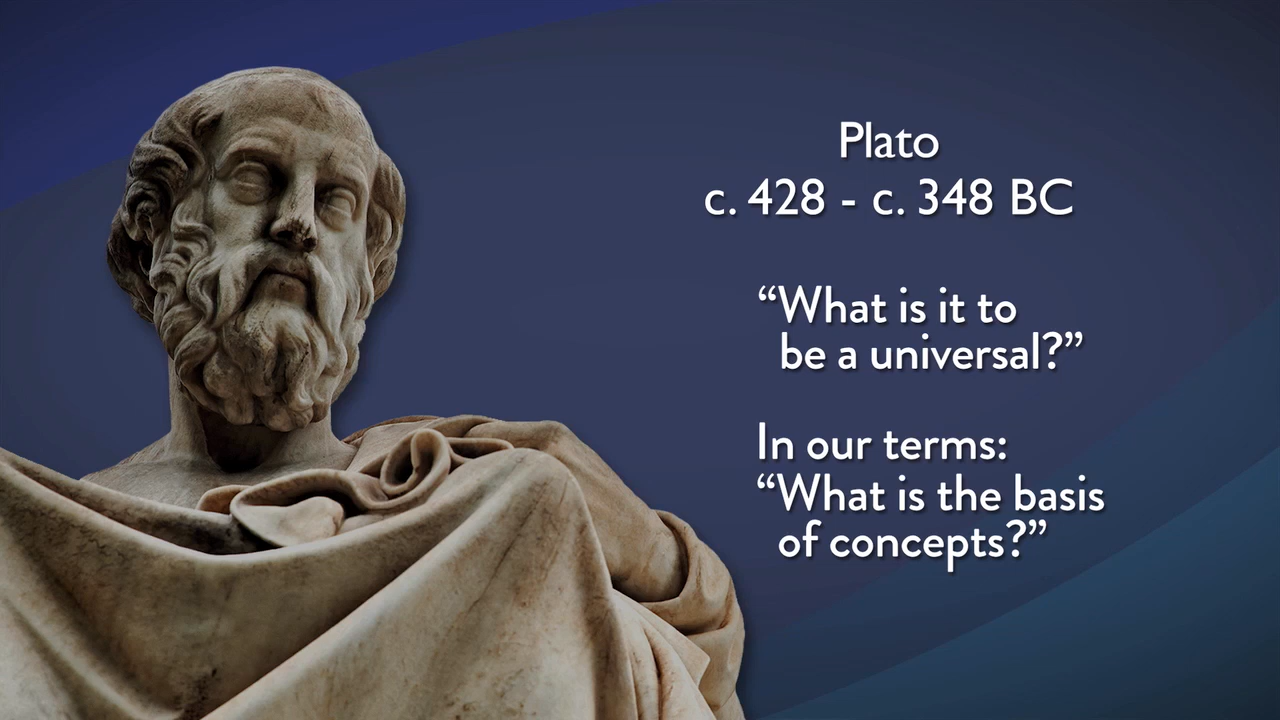 Plato
c. 428 - c. 348 BC
“What is it to
be a universal?”
In our terms:
“What is the basis
of concepts?”